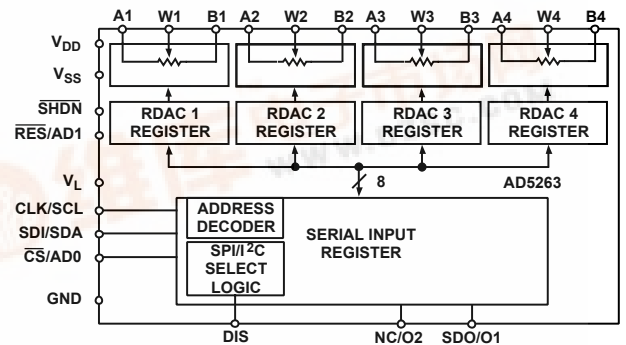 A1 W1 B1 A2 W2 B2 A3 W3 B3 A4 W4 B4
VDD
VSS
SHDN
RES/AD1
RDAC 1
REGISTER
RDAC 2
REGISTER
RDAC 3
REGISTER
RDAC 4
REGISTER
8
AD5263
VL
CLK/SCL
SDI/SDA
CS/AD0
GND
ADDRESS
DECODER
SPI/I2C
SELECT
LOGIC
SERIAL INPUT
REGISTER
DIS
NC/O2
SDO/O1